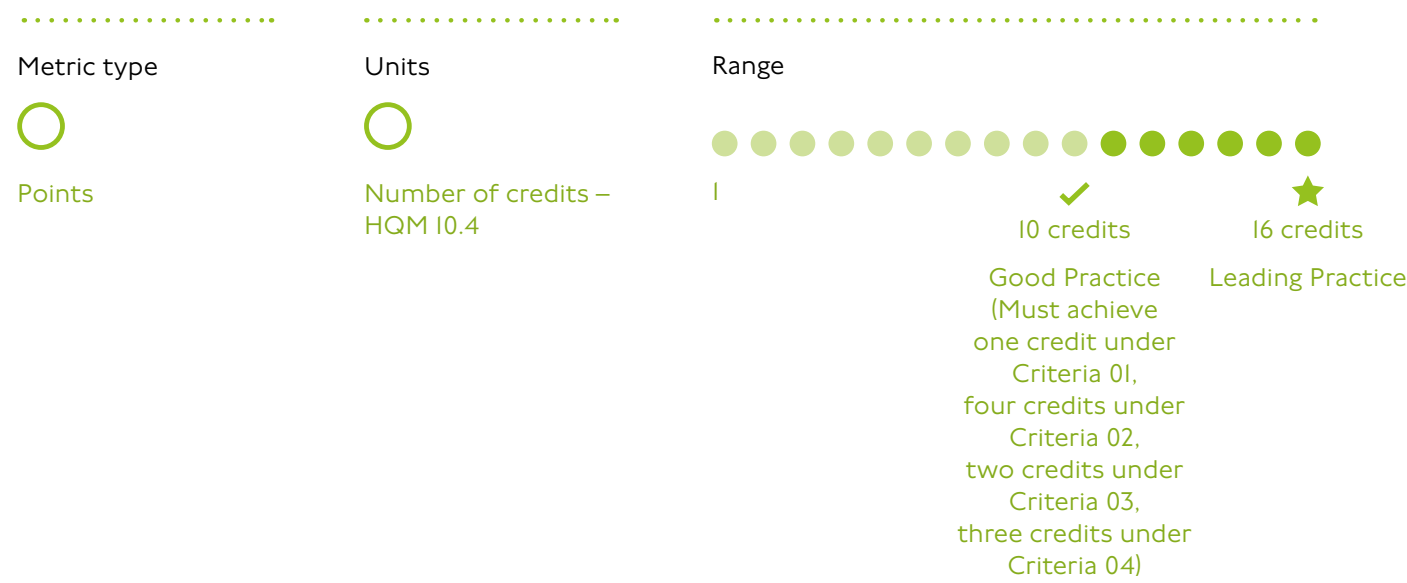 Metric type
Points
Units
Number of credits –
HQM 10.4
Range
1
10 credits
Good Practice
(Must achieve
one credit under
Criteria 01,
four credits under
Criteria 02,
two credits under
Criteria 03,
three credits under
Criteria 04)
16 credits
Leading Practice